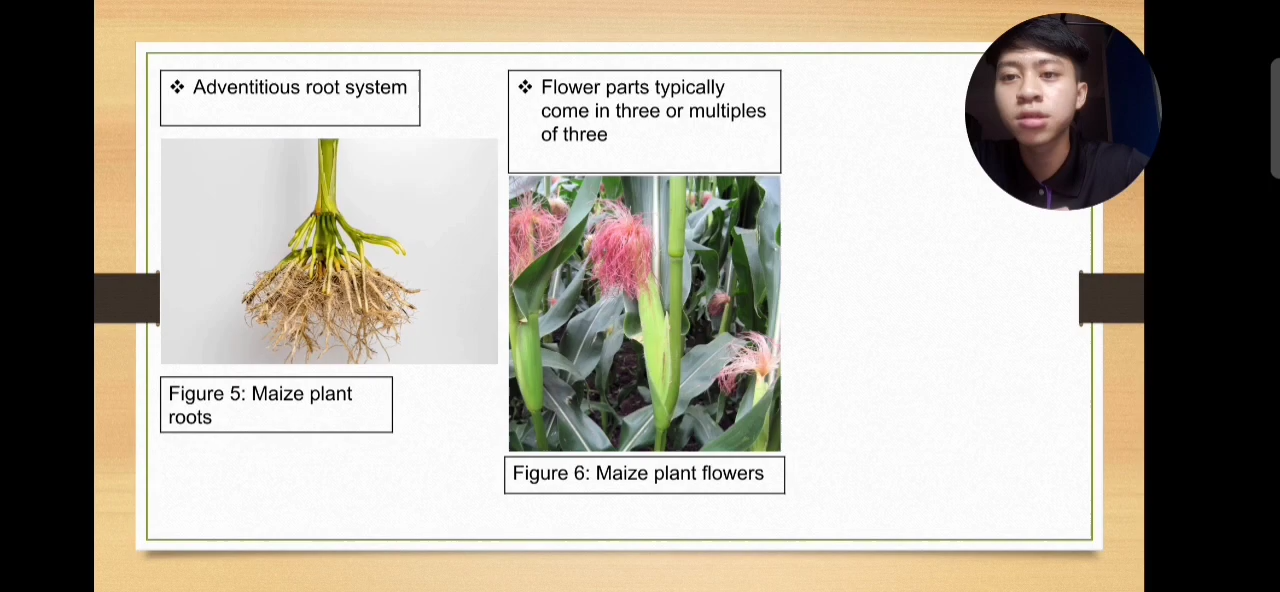 ❖ Adventitious root system
❖ Flower parts typically
come in three or multiples
of three
Figure 5: Maize plant
roots
Figure 6: Maize plant flowers